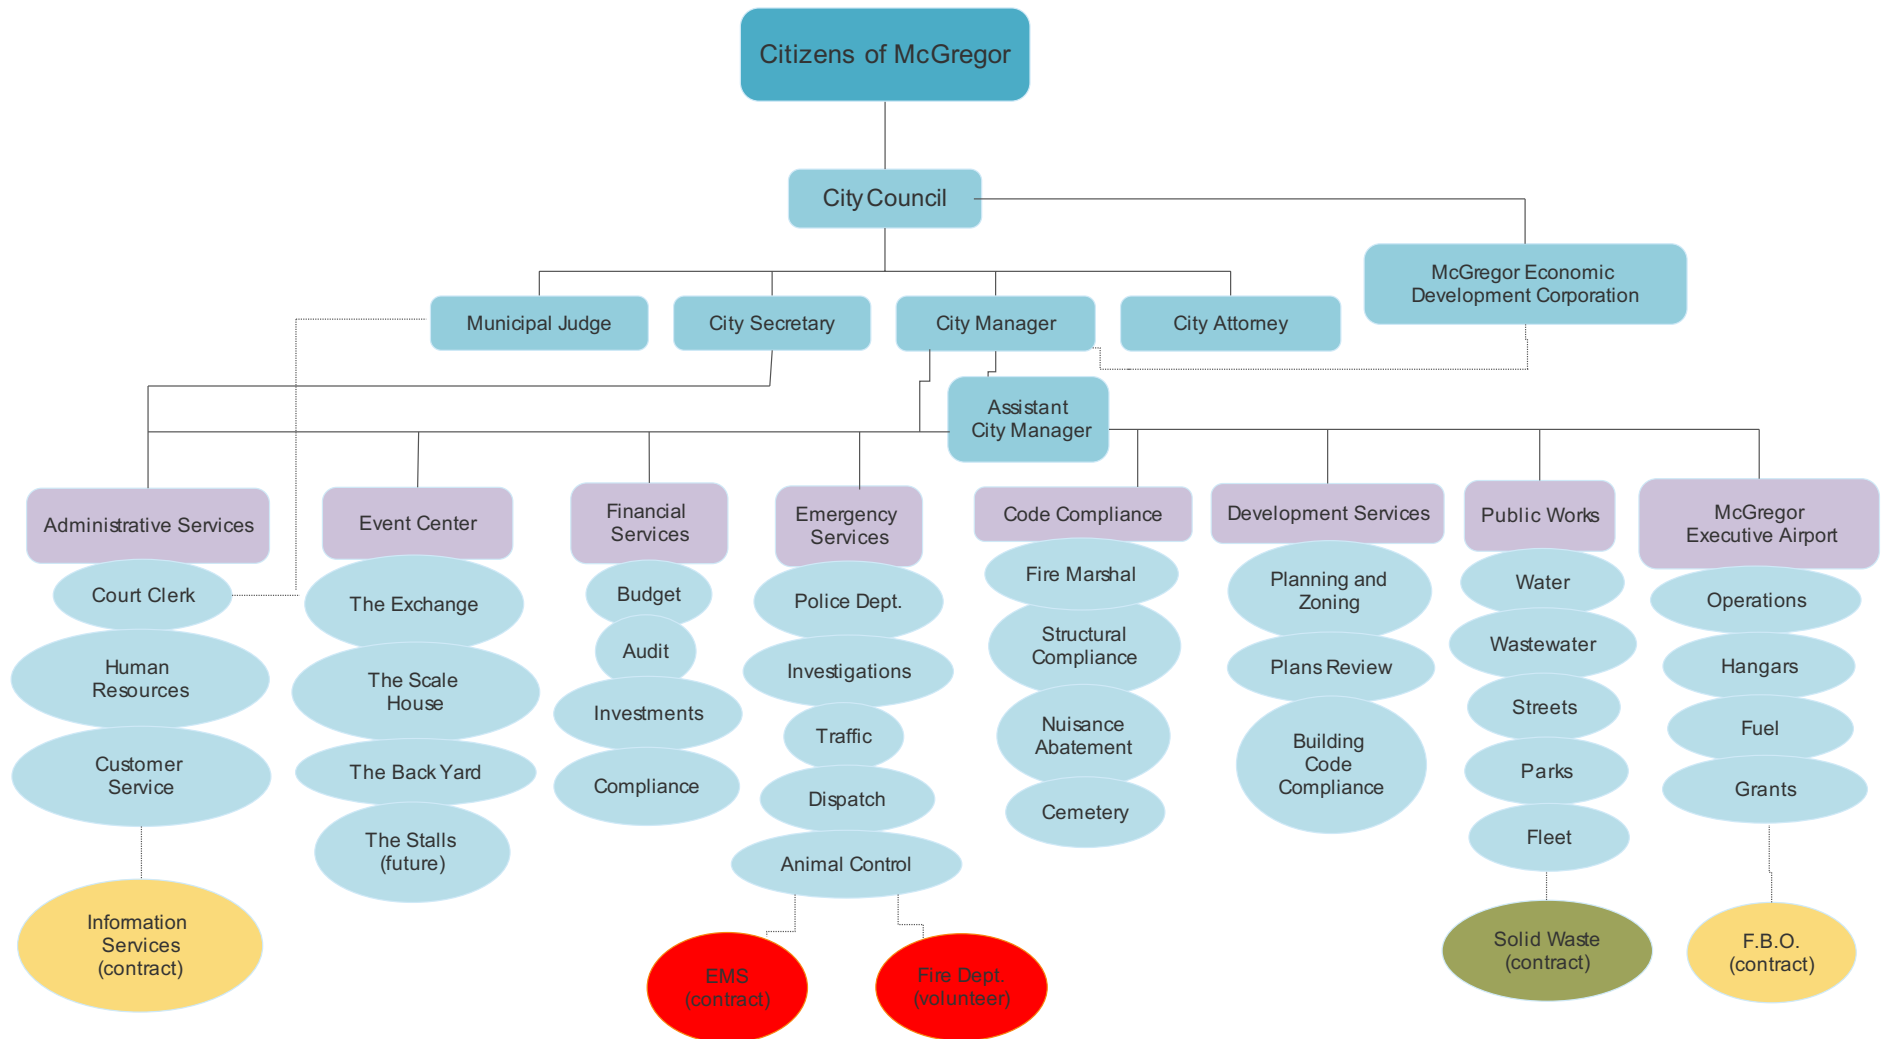 Citizens of McGregor
City Council
McGregor Economic
Development Corporation
Municipal Judge
City Secretary
City Manager
City Attorney
Assistant
City Manager
Administrative Services
Event Center
Financial
Services
Emergency
Services
Code Compliance
Development Services
Public Works
McGregor
Executive Airport
Court Clerk
Human
Resources
Customer
Service
Information
Services
(contract)
The Exchange
The Scale
House
The Back Yard
The Stalls
(future)
Budget
Audit
Investments
Compliance
Police Dept.
Investigations
Traffic
Dispatch
Animal Control
EMS
(contract)
Fire Dept.
(volunteer)
Fire Marshal
Structural
Compliance
Nuisance
Abatement
Cemetery
Planning and
Zoning
Plans Review
Building
Code
Compliance
Water
Wastewater
Streets
Parks
Fleet
Solid Waste
(contract)
Operations
Hangars
Fuel
Grants
F.B.O.
(contract)